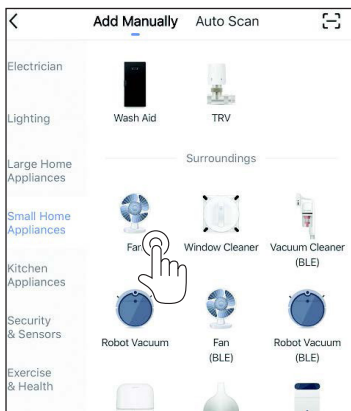 Add Manually Auto Scan
Electrician
Lighting
Large Home
Appliances
Small Home
Appliances
Kitchen
Appliances
Security
& Sensors
Exercise
& Health
Wash Aid TRV
Surroundings
Fan Window Cleaner Vacuum Cleaner
(BLE)
Robot Vacuum Fan Robot Vacuum
(BLE) (BLE)